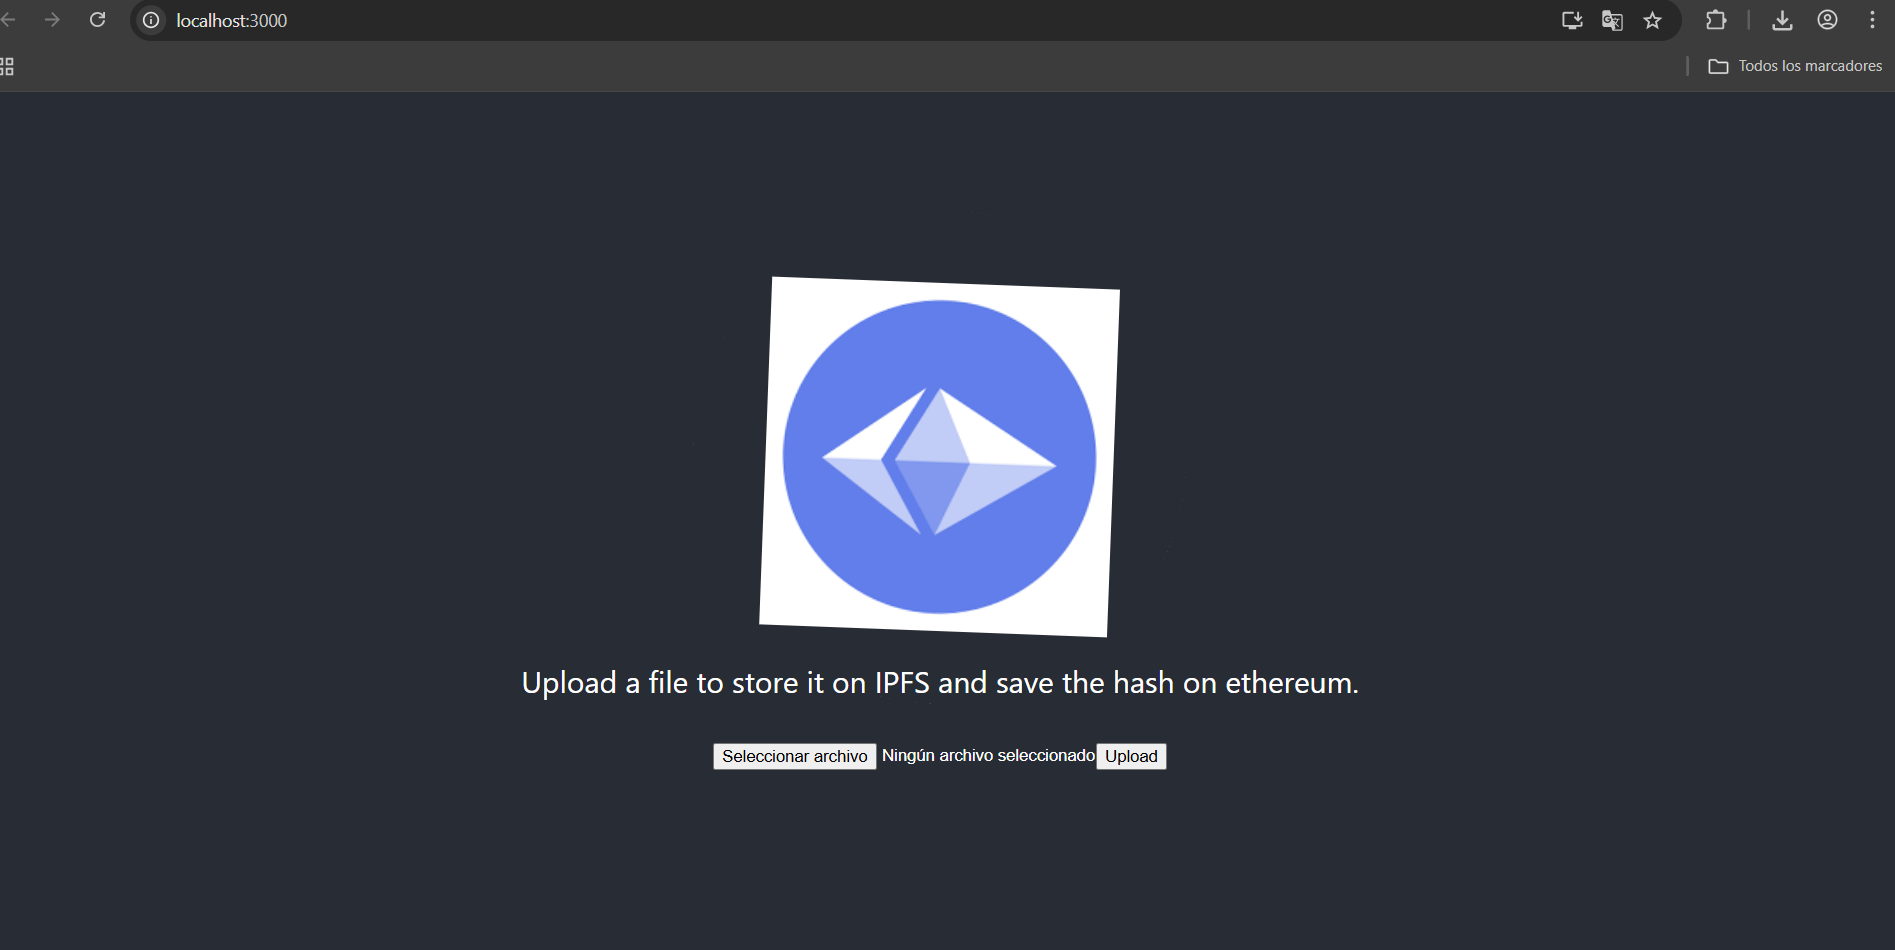 localhost:3000
Todos los marcadores
Upload a file to store it on IPFS and save the hash on ethereum.
Seleccionar archivo Ningún archivo seleccionado Upload